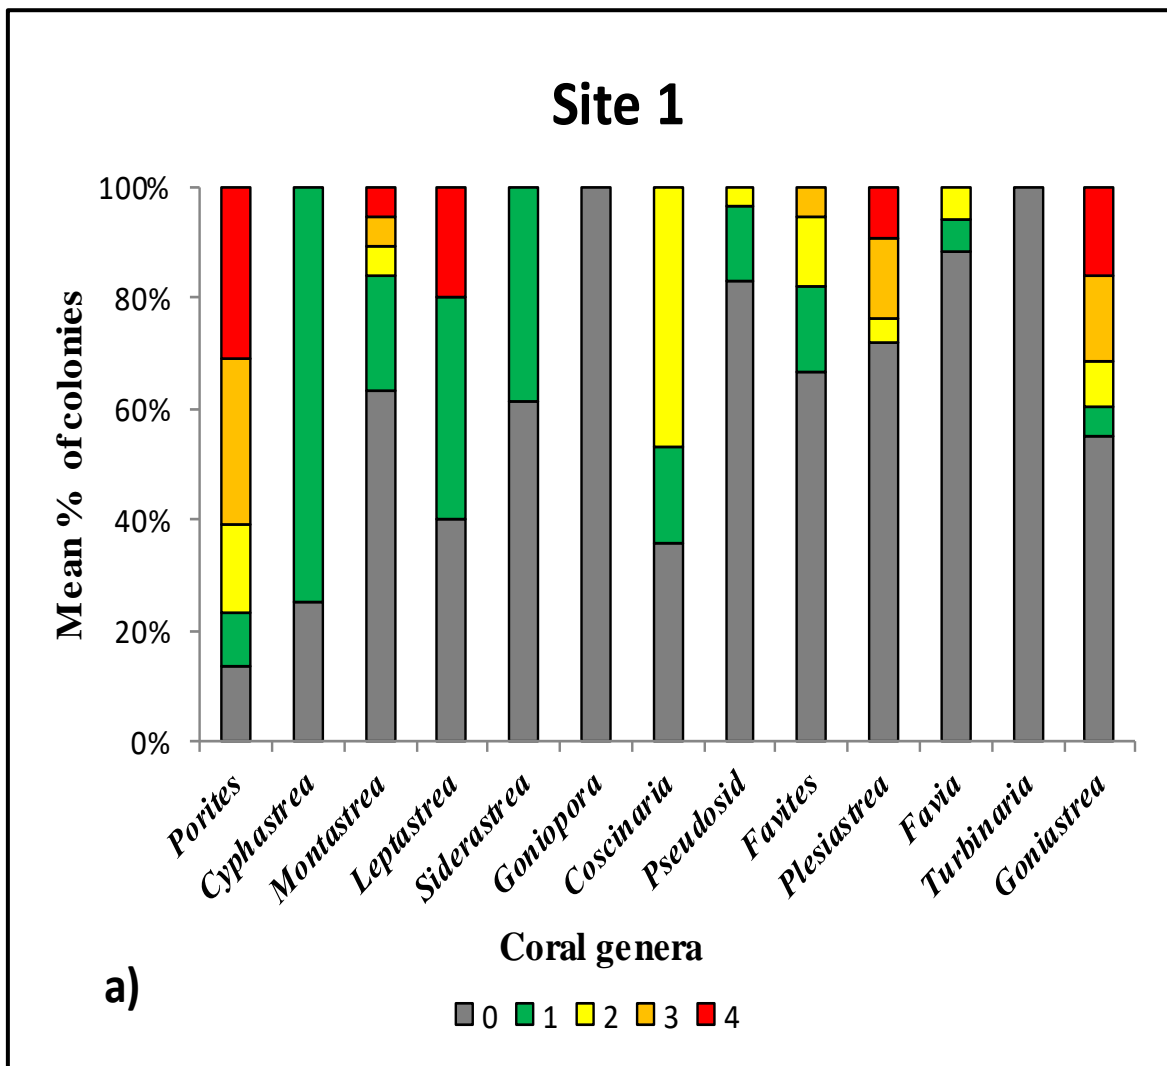 Site 1
100%
80%
60%
40%
20%
0%
Mean % of colonies
Porites
Cyphastrea
Montastrea
Leptastrea
Siderastrea
Goniopora
Coscinaria
Pseudosid
Favites
Plesiastrea
Favia
Turbinaria
Goniastrea
Coral genera
a)
0 1 2 3 4